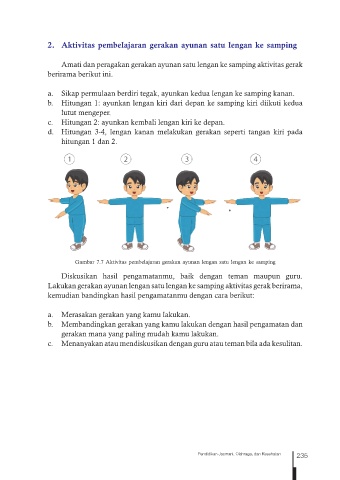 2. Aktivitas pembelajaran gerakan ayunan satu lengan ke samping
Amati dan peragakan gerakan ayunan satu lengan ke samping aktivitas gerak
berirama berikut ini.
a. Sikap permulaan berdiri tegak, ayunkan kedua lengan ke samping kanan.
b. Hitungan 1: ayunkan lengan kiri dari depan ke samping kiri diikuti kedua
lutut mengeper.
c. Hitungan 2: ayunkan kembali lengan kiri ke depan.
d. Hitungan 3-4, lengan kanan melakukan gerakan seperti tangan kiri pada
hitungan 1 dan 2.
1 2 3 4
Gambar 7.7 Aktivitas pembelajaran gerakan ayunan lengan satu lengan ke samping
Diskusikan hasil pengamatanmu, baik dengan teman maupun guru.
Lakukan gerakan ayunan lengan satu lengan ke samping aktivitas gerak berirama,
kemudian bandingkan hasil pengamatanmu dengan cara berikut:
a. Merasakan gerakan yang kamu lakukan.
b. Membandingkan gerakan yang kamu lakukan dengan hasil pengamatan dan
gerakan mana yang paling mudah kamu lakukan.
c. Menanyakan atau mendiskusikan dengan guru atau teman bila ada kesulitan.
Pendidikan Jasmani, Olahraga, dan Kesehatan 235